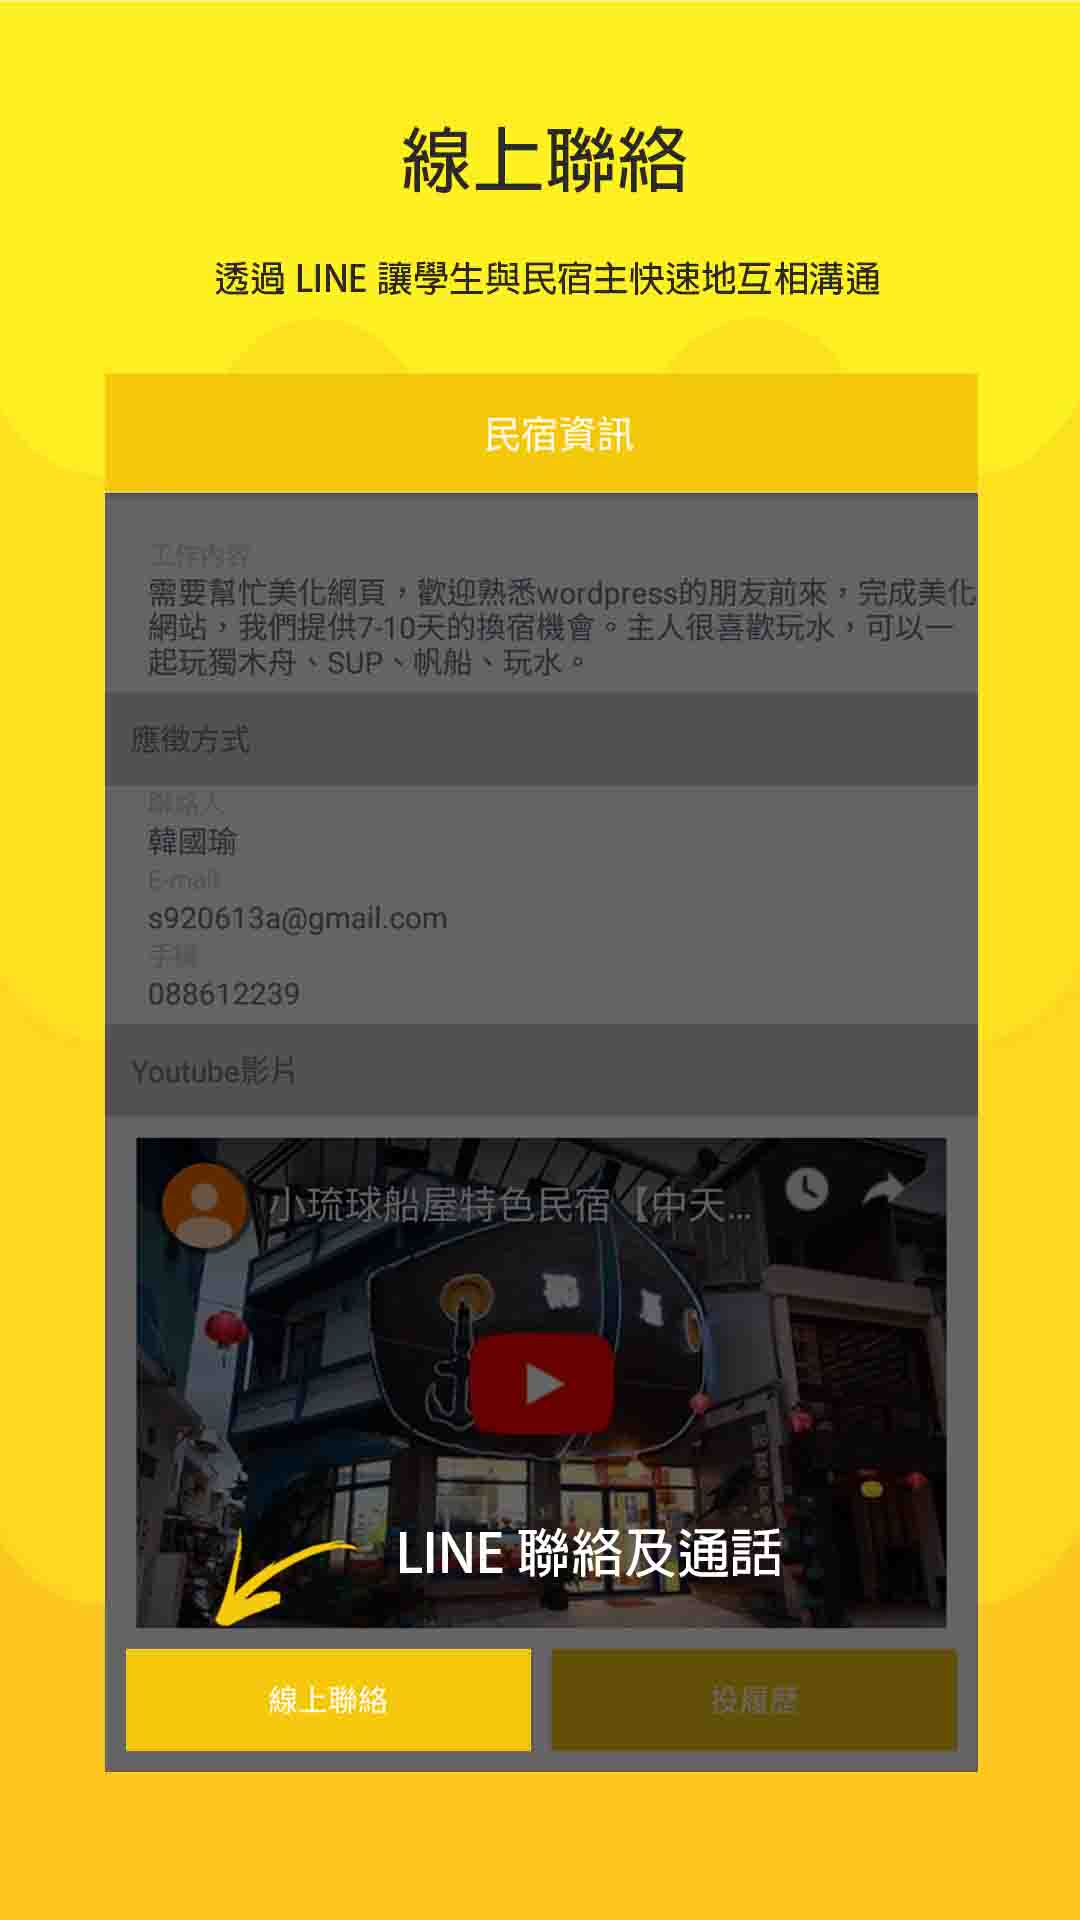 線上聯絡
透過 LINE 讓學生與民宿主快速地互相溝通
民宿資訊
工作內容
需要幫忙美化網頁，歡迎熟悉wordpress的朋友前來，完成美化
網站，我們提供7-10天的換宿機會。主人很喜歡玩水，可以一
起玩獨木舟、SUP、帆船、玩水。
應徵方式
聯絡人
韓國瑜
E-mail
s920613a@gmail.com
手機
088612239
Youtube影片
小琉球船屋特色民宿【中天...
LINE 聯絡及通話
線上聯絡
投履歷